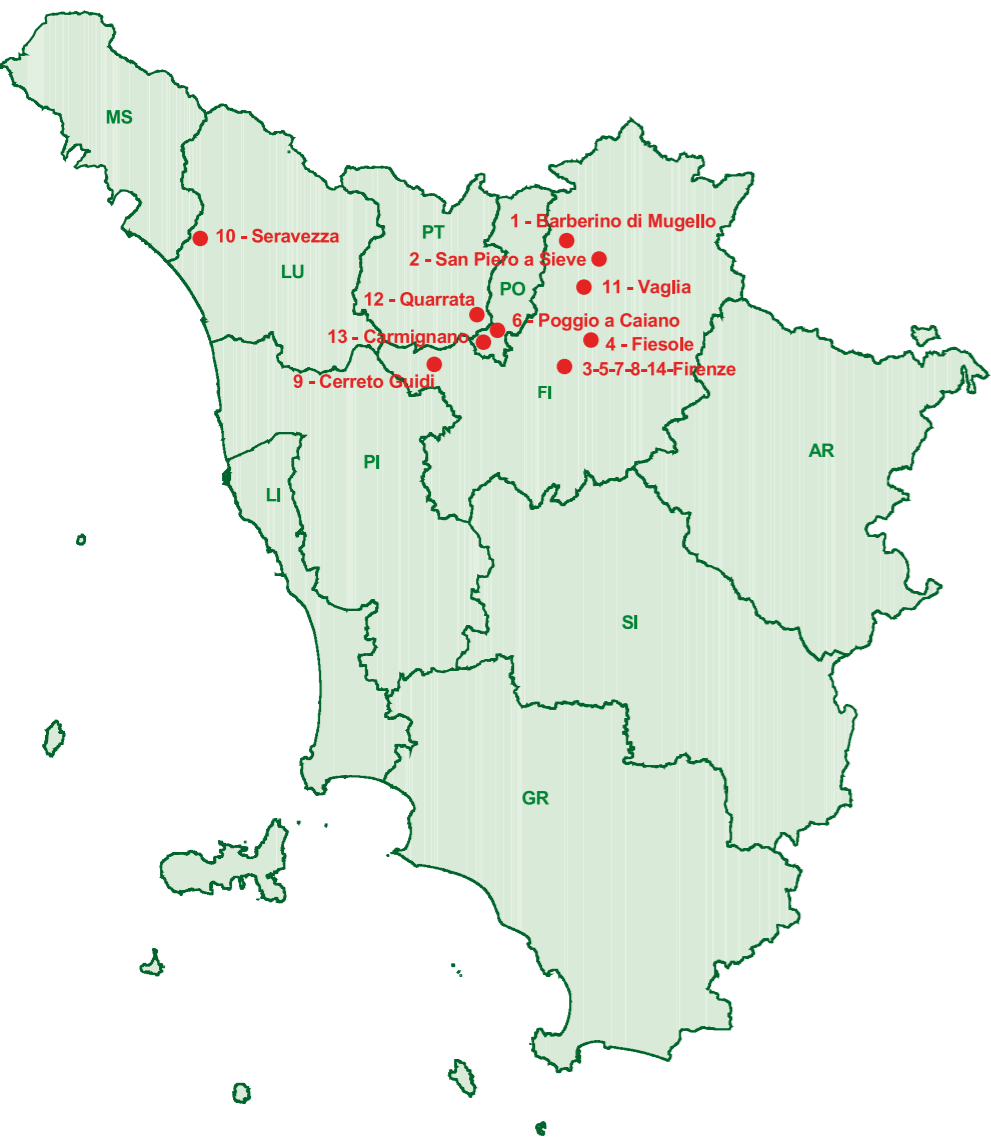 MS
1 - Barberino di Mugello
PT
10 - Seravezza
2 - San Piero a Sieve
LU
11 - Vaglia
PO
12 - Quarrata
6 - Poggio a Caiano
13 - Carmignano
4 - Fiesole
3-5-7-8-14-Firenze
9 - Cerreto Guidi
FI
AR
PI
LI
SI
GR